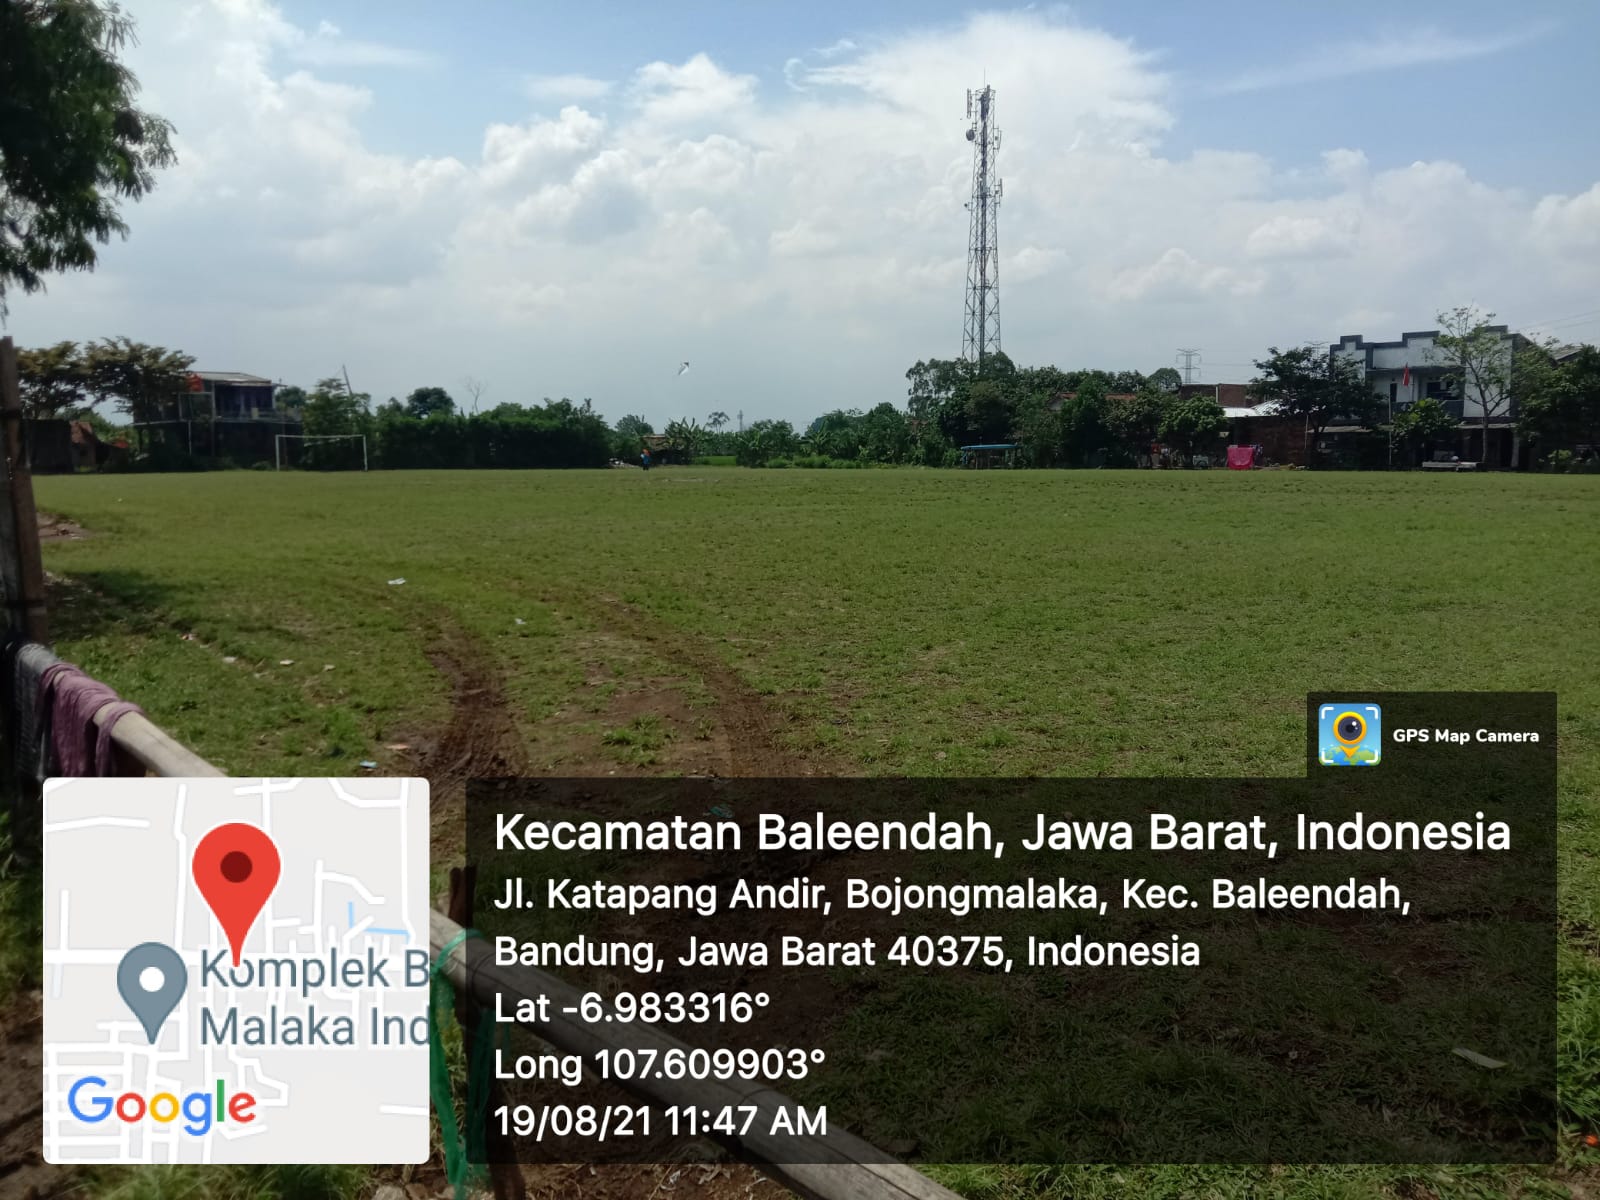 GPS Map Camera
Kecamatan Baleendah, Jawa Barat, Indonesia
Jl. Katapang Andir, Bojongmalaka, Kec. Baleendah,
Bandung, Jawa Barat 40375, Indonesia
Lat -6.983316°
Long 107.609903°
19/08/21 11:47 AM
Komplek B
Malaka Ind
Google